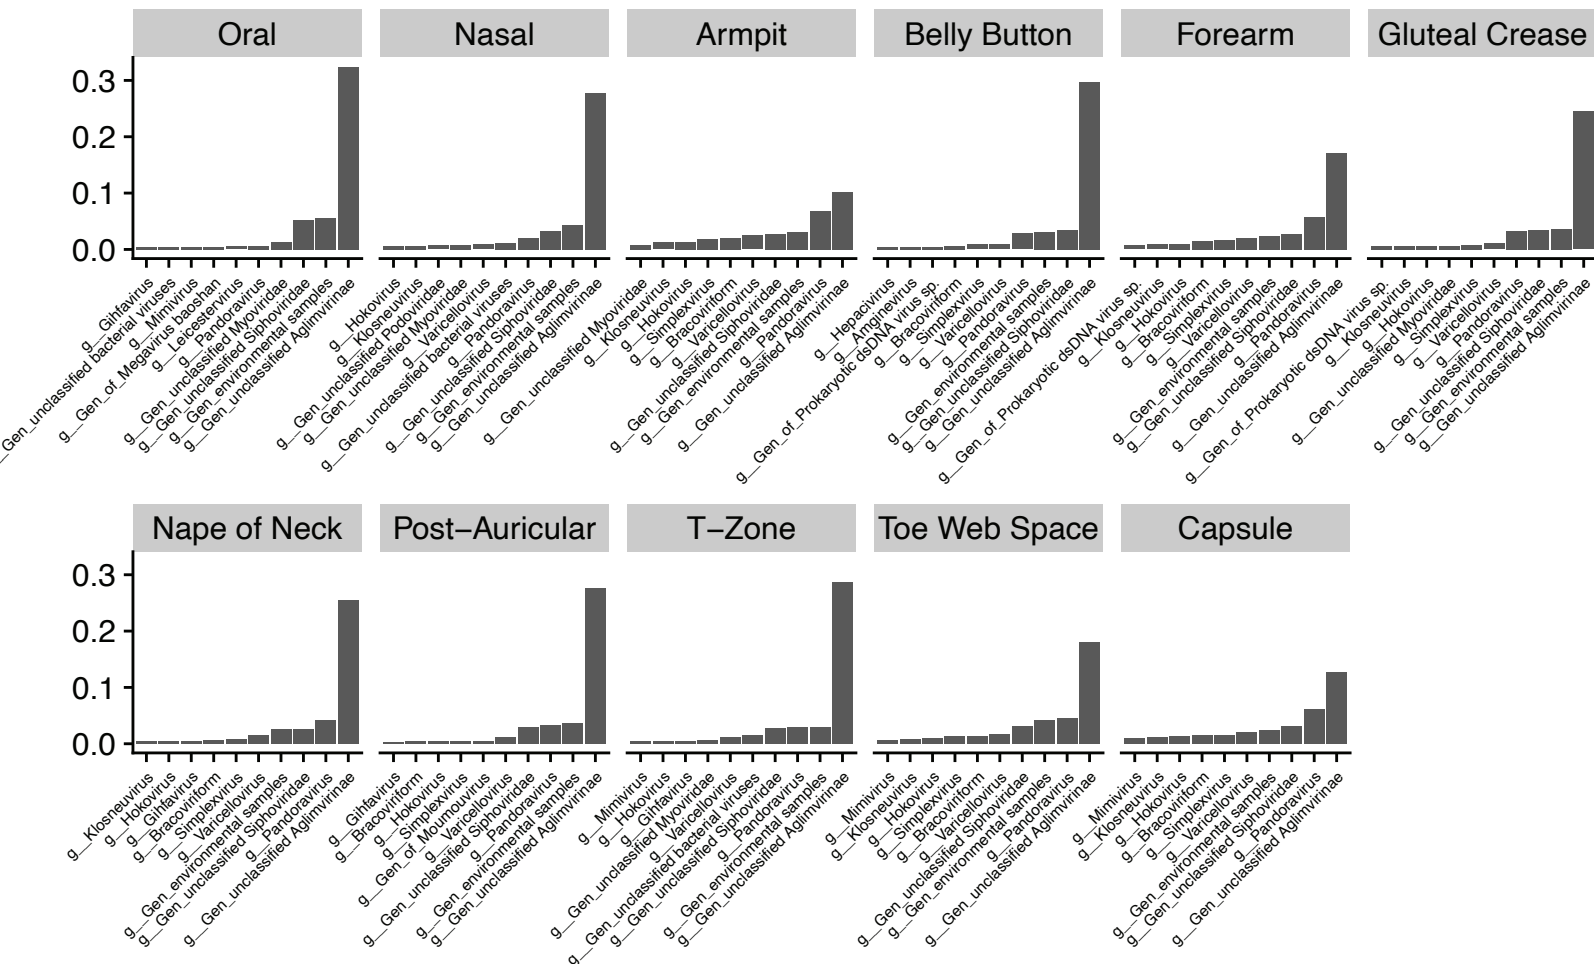 Oral Nasal Armpit Belly Button Forearm Gluteal Crease
0.3
0.2
0.1
0.0
g__Gihfavirus
Gen_unclassified bacterial viruses
g__Mimivirus
g__Gen_of_Megavirus baoshan
g__Leicestervirus
g__Pandoravirus
g__Gen_unclassified Myoviridae
g__Gen_unclassified Siphoviridae
g__Gen_environmental samples
g__Gen_unclassified Aglimvirinae
g__Hokovirus
g__Klosneuvirus
g__Gen_unclassified Podoviridae
g__Gen_unclassified Myoviridae
g__Varicellovirus
g__Gen_unclassified bacterial viruses
g__Pandoravirus
g__Gen_unclassified Siphoviridae
g__Gen_environmental samples
g__Gen_unclassified Aglimvirinae
g__Gen_unclassified Myoviridae
g__Klosneuvirus
g__Hokovirus
g__Simplexvirus
g__Bracoviriform
g__Varicellovirus
g__Gen_unclassified Siphoviridae
g__Gen_environmental samples
g__Pandoravirus
g__Gen_unclassified Aglimvirinae
g__Hepacivirus
g__Amginevirus
g__Gen_of_Prokaryotic dsDNA virus sp.
g__Bracoviriform
g__Simplexvirus
g__Varicellovirus
g__Pandoravirus
g__Gen_environmental samples
g__Gen_unclassified Siphoviridae
g__Gen_unclassified Aglimvirinae
g__Gen_of_Prokaryotic dsDNA virus sp.
g__Klosneuvirus
g__Hokovirus
g__Bracoviriform
g__Simplexvirus
g__Varicellovirus
g__Gen_environmental samples
g__Gen_unclassified Siphoviridae
g__Pandoravirus
g__Gen_unclassified Aglimvirinae
g__Gen_of_Prokaryotic dsDNA virus sp.
g__Klosneuvirus
g__Hokovirus
g__Gen_unclassified Myoviridae
g__Simplexvirus
g__Varicellovirus
g__Pandoravirus
g__Gen_unclassified Siphoviridae
g__Gen_environmental samples
g__Gen_unclassified Aglimvirinae
Nape of Neck Post−Auricular T−Zone Toe Web Space Capsule
0.3
0.2
0.1
0.0
g__Klosneuvirus
g__Hokovirus
g__Gihfavirus
g__Bracoviriform
g__Simplexvirus
g__Varicellovirus
g__Gen_environmental samples
g__Gen_unclassified Siphoviridae
g__Pandoravirus
g__Gen_unclassified Aglimvirinae
g__Gihfavirus
g__Bracoviriform
g__Hokovirus
g__Simplexvirus
g__Gen_of_Moumouvirus
g__Varicellovirus
g__Gen_unclassified Siphoviridae
g__Pandoravirus
g__Gen_environmental samples
g__Gen_unclassified Aglimvirinae
g__Mimivirus
g__Hokovirus
g__Gihfavirus
g__Gen_unclassified Myoviridae
g__Varicellovirus
g__Gen_unclassified bacterial viruses
g__Gen_unclassified Siphoviridae
g__Pandoravirus
g__Gen_environmental samples
g__Gen_unclassified Aglimvirinae
g__Mimivirus
g__Klosneuvirus
g__Hokovirus
g__Simplexvirus
g__Bracoviriform
g__Varicellovirus
g__Gen_unclassified Siphoviridae
g__Gen_environmental samples
g__Pandoravirus
g__Gen_unclassified Aglimvirinae
g__Mimivirus
g__Klosneuvirus
g__Hokovirus
g__Bracoviriform
g__Simplexvirus
g__Varicellovirus
g__Gen_environmental samples
g__Gen_unclassified Siphoviridae
g__Pandoravirus
g__Gen_unclassified Aglimvirinae